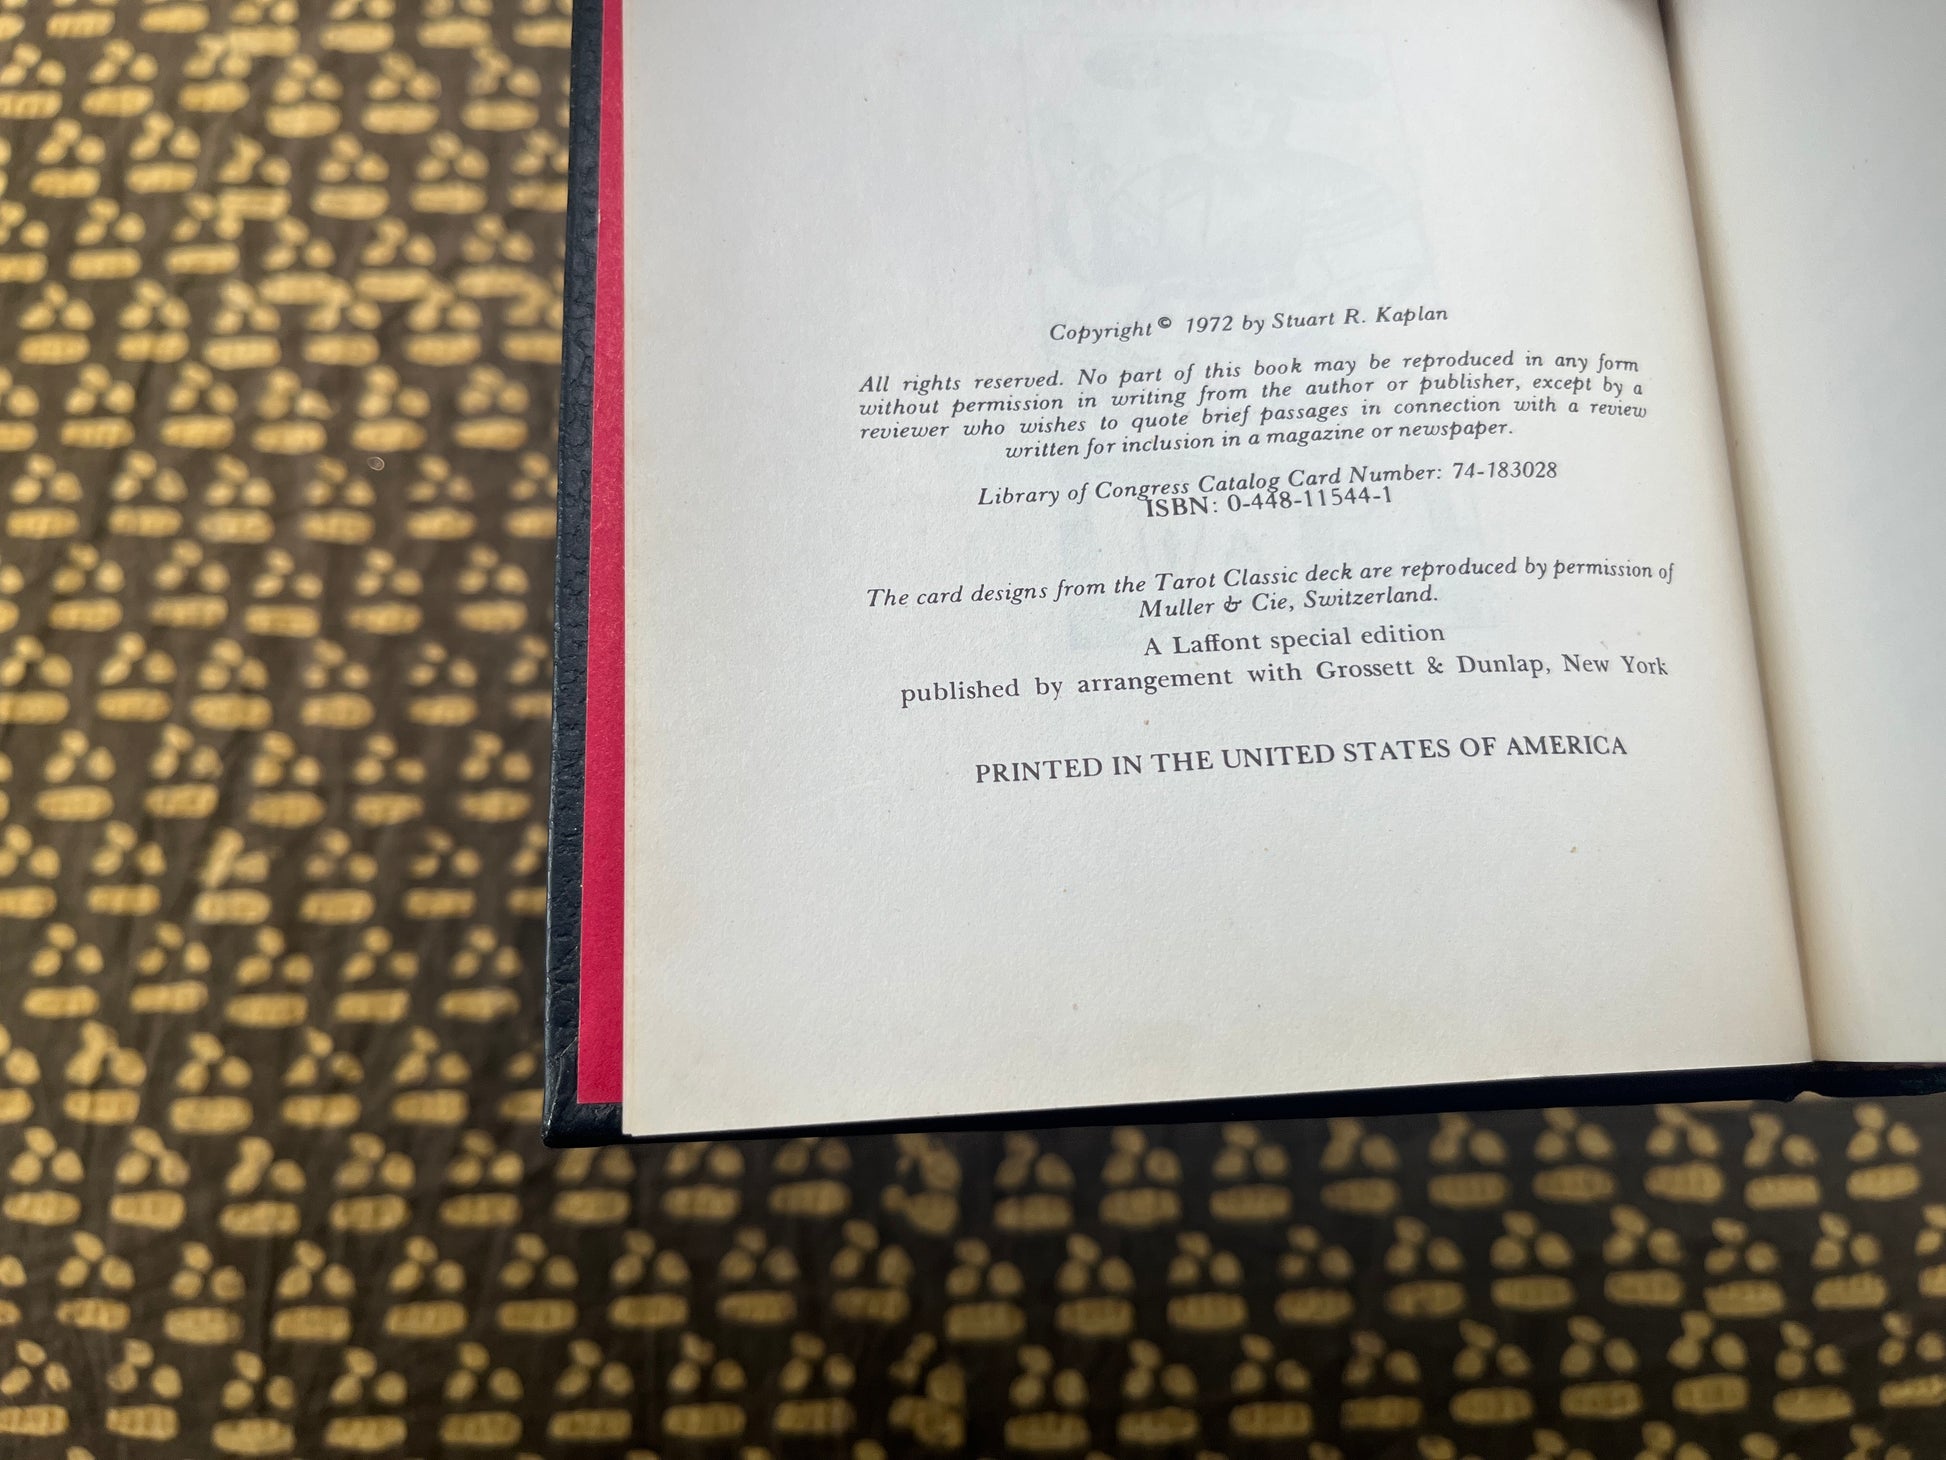 Copyright © 1972 by Stuart R. Kaplan
All rights reserved. No part of this book may be reproduced in any form
without permission in writing from the author or publisher, except by a
reviewer who wishes to quote brief passages in connection with a review
written for inclusion in a magazine or newspaper.
Library of Congress Catalog Card Number: 74-183028
ISBN: 0-448-11544-1
The card designs from the Tarot Classic deck are reproduced by permission of
Muller & Cie, Switzerland.
A Laffont special edition
published by arrangement with Grossett & Dunlap, New York
PRINTED IN THE UNITED STATES OF AMERICA